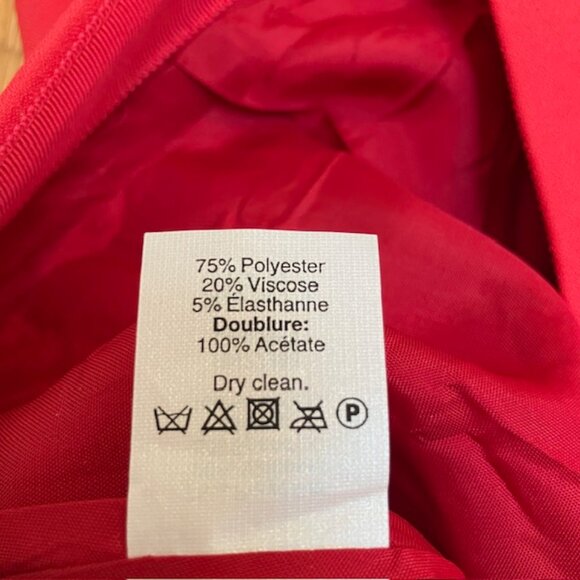 75% Polyester
20% Viscose
5% Élasthanne
Doublure:
100% Acétate
Dry clean.
P